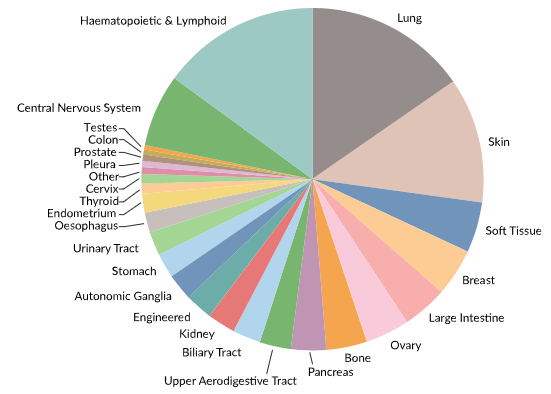 Haematopoietic & Lymphoid
Lung
Central Nervous System
Testes
Colon
Prostate
Pleura
Other
Cervix
Thyroid
Endometrium
Oesophagus
Urinary Tract
Stomach
Autonomic Ganglia
Engineered
Kidney
Biliary Tract
Upper Aerodigestive Tract
Pancreas
Bone
Ovary
Large Intestine
Breast
Soft Tissue
Skin